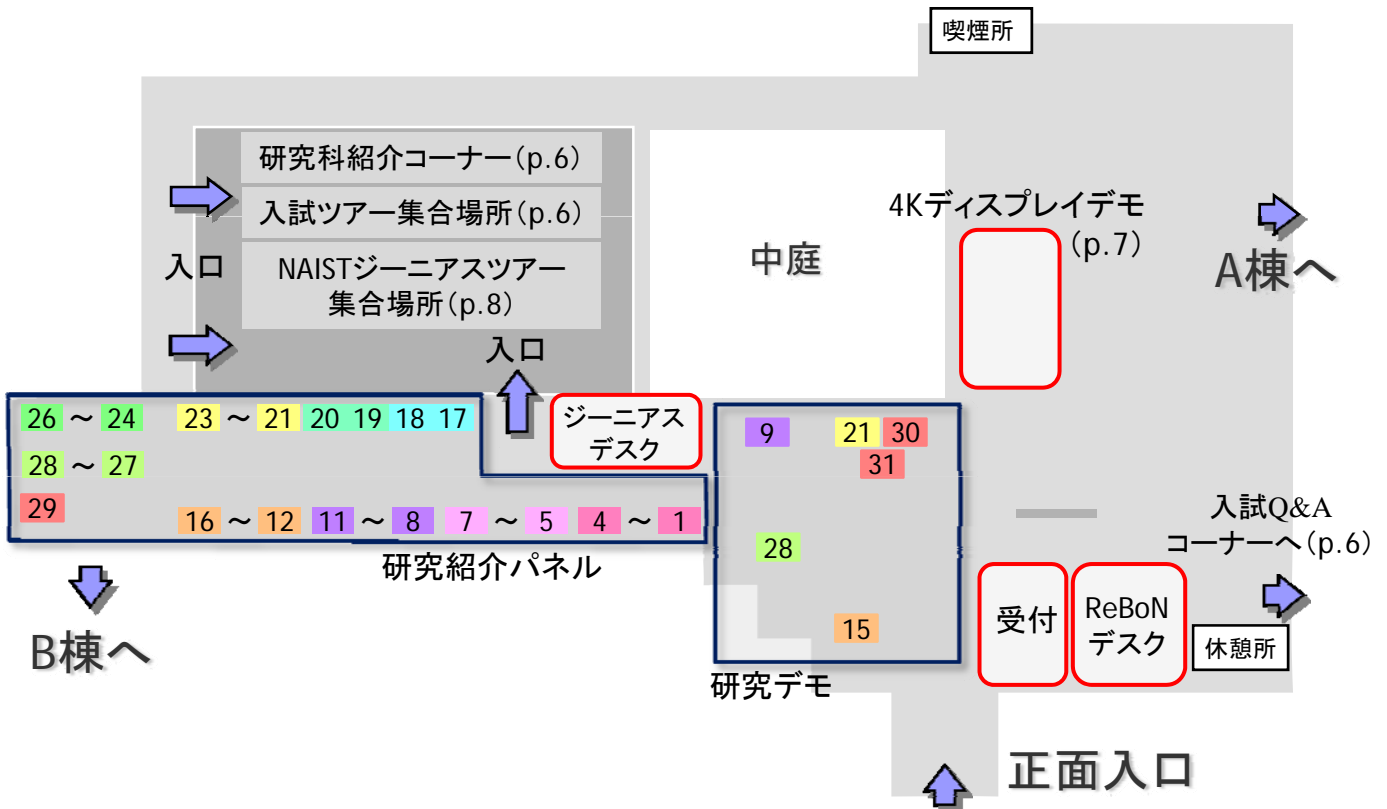 喫煙所
研究科紹介コーナー(p.6)
入試ツアー集合場所(p.6)
NAISTジーニアスツアー
集合場所(p.8)
入口
入口
中庭
4Kディスプレイデモ
(p.7)
A棟へ
26 ~ 24 23 ~ 21 20 19 18 17
28 ~ 27
29
16 ~ 12 11 ~ 8 7 ~ 5 4 ~ 1
研究紹介パネル
ジーニアス
デスク
9 21 30
31
28
15
研究デモ
入試Q&A
コーナーへ(p.6)
受付
ReBoN
デスク
休憩所
B棟へ
正面入口